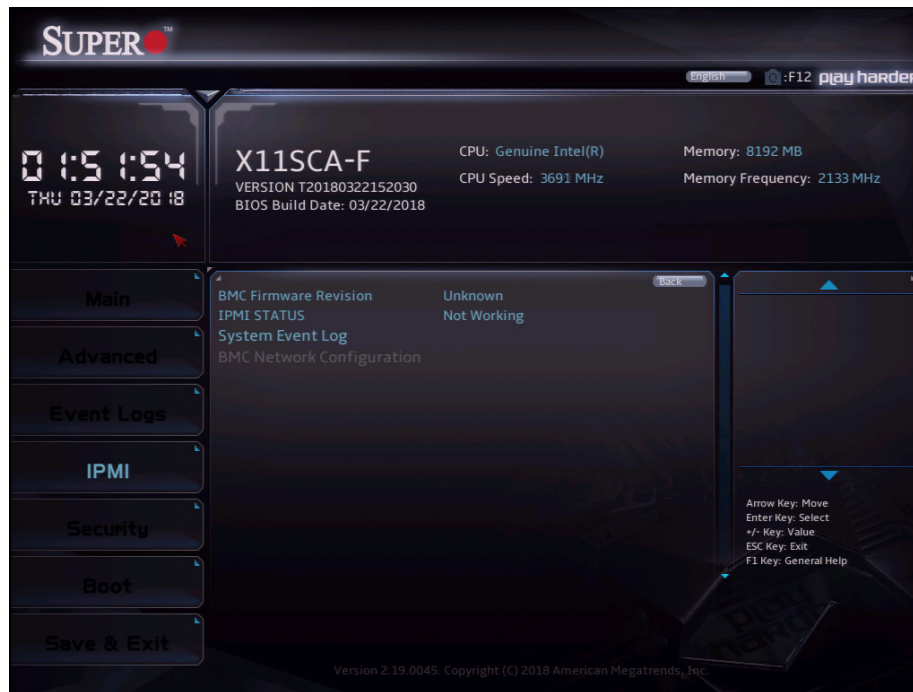 SUPER™
English :F12 play harder
01:51:54
THU 03/22/2018
X11SCA-F
VERSION T20180322152030
BIOS Build Date: 03/22/2018
CPU: Genuine Intel(R)
CPU Speed: 3691 MHz
Memory: 8192 MB
Memory Frequency: 2133 MHz
Main
Advanced
Event Logs
IPMI
Security
Boot
Save & Exit
Back
BMC Firmware Revision Unknown
IPMI STATUS Not Working
System Event Log
BMC Network Configuration
Arrow Key: Move
Enter Key: Select
+/- Key: Value
ESC Key: Exit
F1 Key: General Help
play
harder
Version 2.19.0045. Copyright (C) 2018 American Megatrends, Inc.